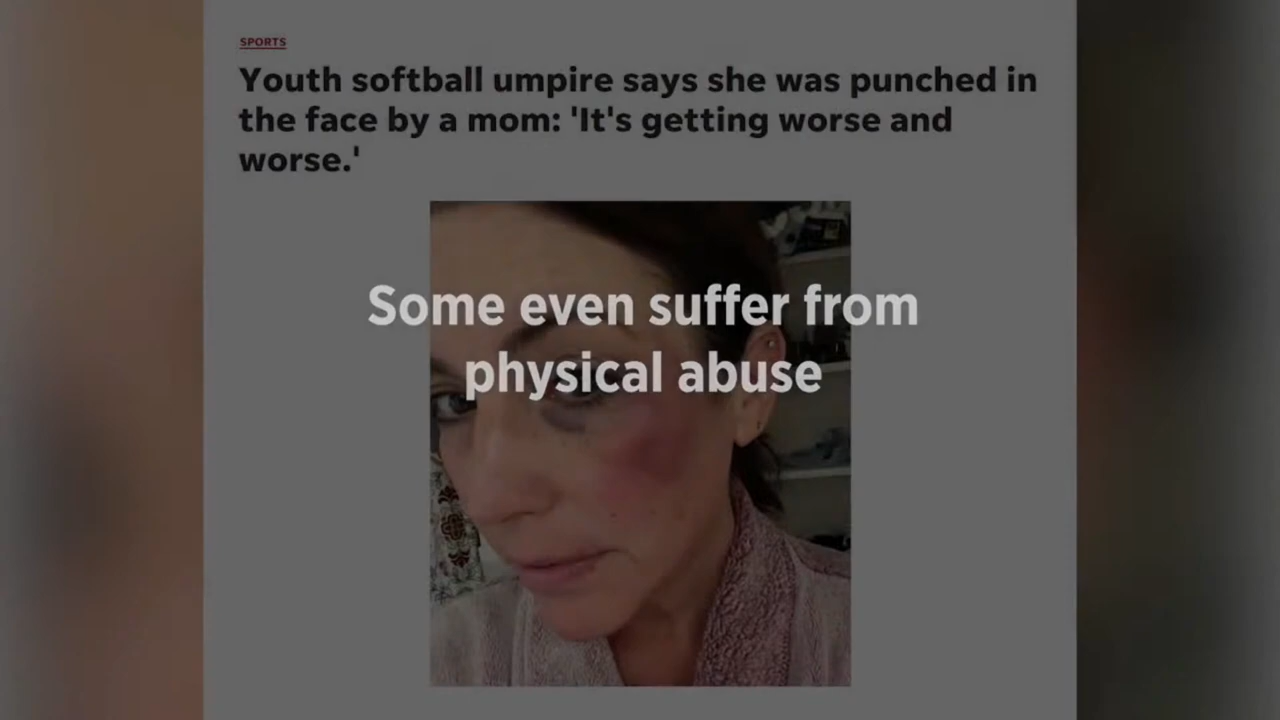 SPORTS
Youth softball umpire says she was punched in
the face by a mom: 'It's getting worse and
worse.'
Some even suffer from
physical abuse